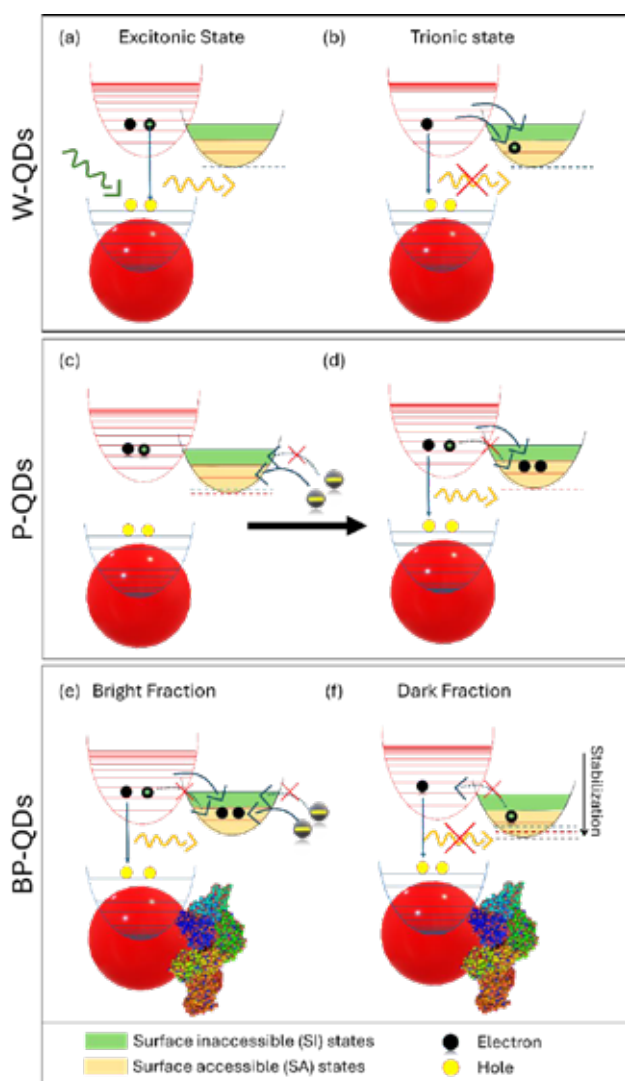 (a) Excitonic State (b) Trionic state
W-QDs
(c) (d)
P-QDs
(e) Bright Fraction (f) Dark Fraction
Stabilization
BP-QDs
Surface inaccessible (SI) states Electron
Surface accessible (SA) states Hole